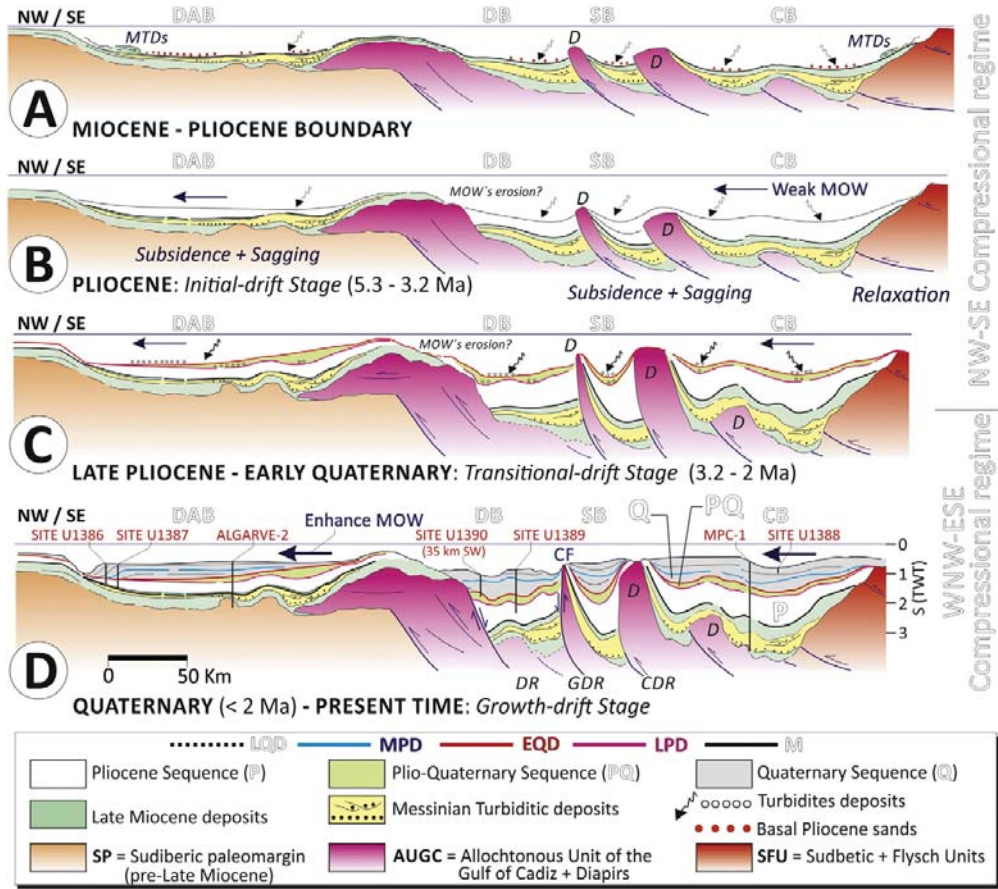 NW / SE DAB DB SB CB
MTDs D D MTDs
A
MIOCENE - PLIOCENE BOUNDARY
NW / SE DAB DB SB CB
MOW´s erosion? D D Weak MOW
B
Subsidence + Sagging Subsidence + Sagging Relaxation
PLIOCENE: Initial-drift Stage (5.3 - 3.2 Ma)
NW / SE DAB DB SB CB
MOW´s erosion? D D D
C
LATE PLIOCENE - EARLY QUATERNARY: Transitional-drift Stage (3.2 - 2 Ma)
NW-SE Compressional regime
WNW-ESE
Compressional regime
NW / SE DAB Enhance MOW DB SB Q PQ CB
SITE U1386 SITE U1387 ALGARVE-2 SITE U1390 SITE U1389 MPC-1 SITE U1388
(35 km SW) CF
D D P
0
1
2
3
S (TWT)
D
0 50 Km
DR GDR CDR
QUATERNARY (< 2 Ma) - PRESENT TIME: Growth-drift Stage
LQD MPD EQD LPD M
Pliocene Sequence (P) Plio-Quaternary Sequence (PQ) Quaternary Sequence (Q)
Late Miocene deposits Messinian Turbiditic deposits Turbidites deposits
Basal Pliocene sands
SP = Sudiberic paleomargin AUGC = Allochtonous Unit of the SFU = Sudbetic + Flysch Units
(pre-Late Miocene) Gulf of Cadiz + Diapirs